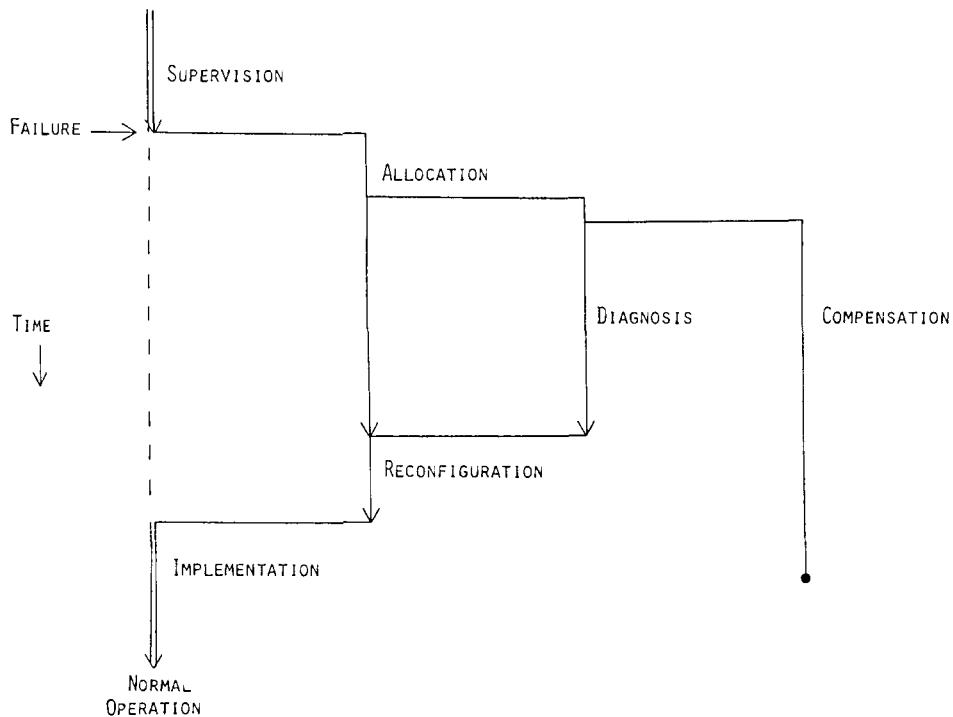 SUPERVISION
FAILURE
ALLOCATION
TIME
DIAGNOSIS
COMPENSATION
RECONFIGURATION
IMPLEMENTATION
NORMAL
OPERATION